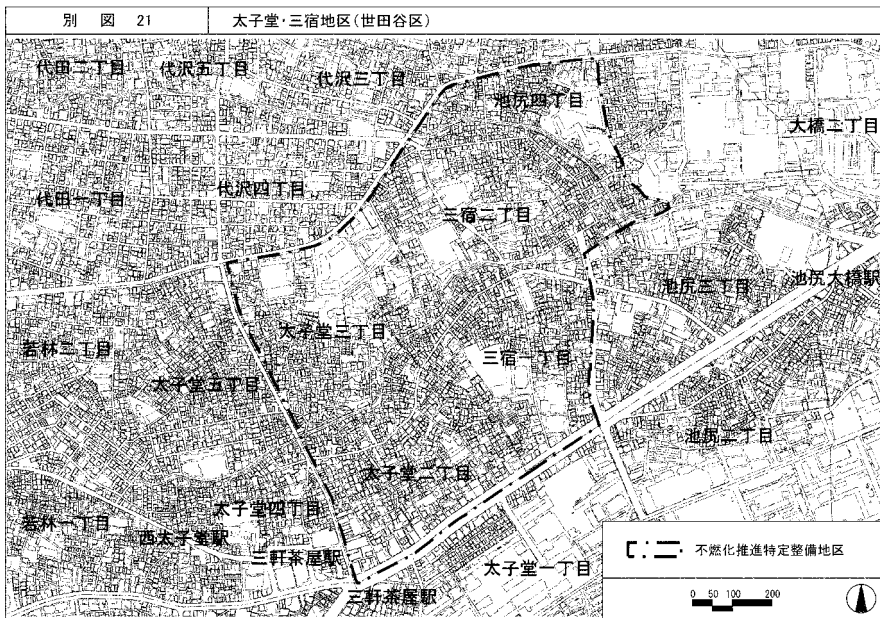 別 図 21
太子堂・三宿地区(世田谷区)
代田二丁目
代沢五丁目
代沢三丁目
池尻四丁目
大橋二丁目
代田一丁目
代沢四丁目
三宿二丁目
池尻三丁目
池尻大橋駅
太子堂三丁目
若林二丁目
太子堂五丁目
三宿一丁目
池尻二丁目
太子堂二丁目
太子堂四丁目
若林一丁目
西太子堂駅
三軒茶屋駅
太子堂一丁目
三軒茶屋駅
不燃化推進特定整備地区
0 50 100 200